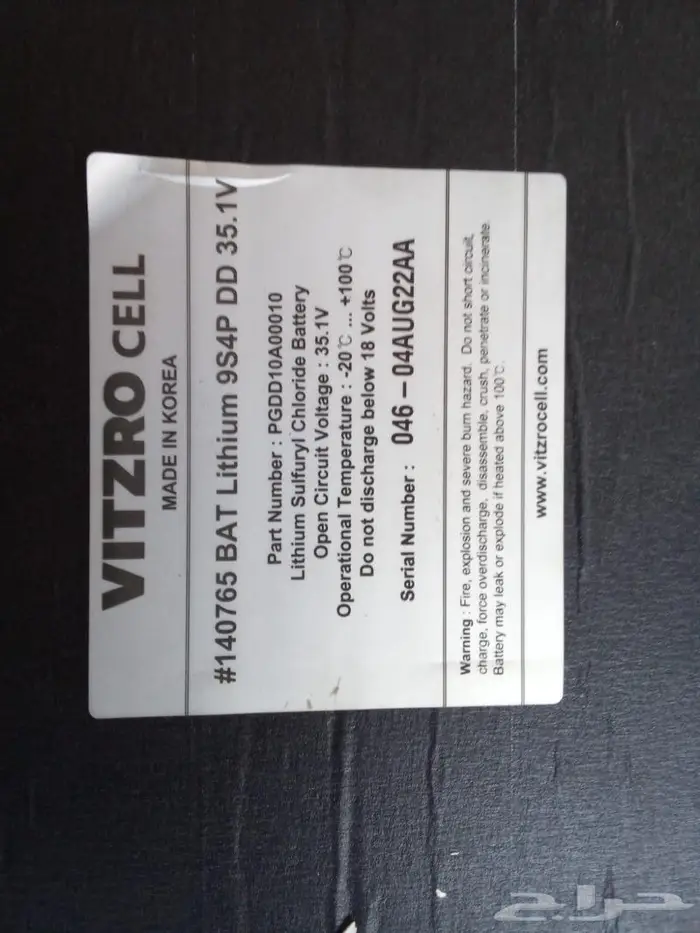 VITZRO CELL
MADE IN KOREA
#140765 BAT Lithium 9S4P DD 35.1V
Part Number : PGDD10A00010
Lithium Sulfuryl Chloride Battery
Open Circuit Voltage : 35.1V
Operational Temperature : -20℃ ... +100℃
Do not discharge below 18 Volts
Serial Number : 046 – 04AUG22AA
Warning : Fire, explosion and severe burn hazard. Do not short circuit,
charge, force overdischarge, disassemble, crush, penetrate or incinerate.
Battery may leak or explode if heated above 100℃.
www.vitzrocell.com
حراج